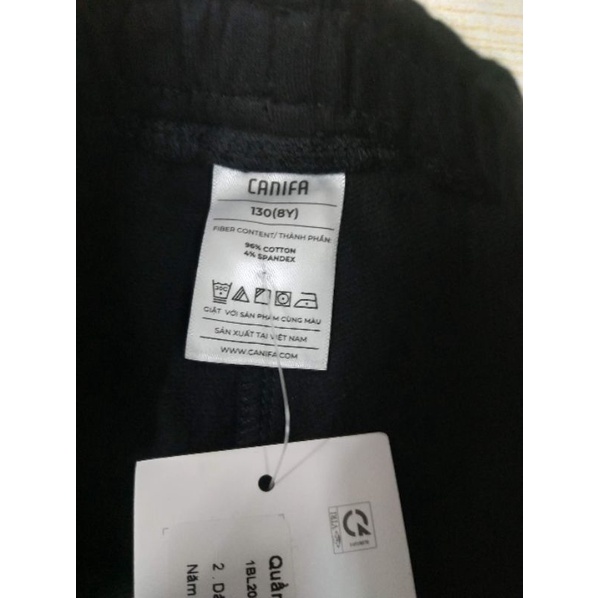 CANIFA
130(8Y)
FIBER CONTENT/ THÀNH PHẦN
96% COTTON
4% SPANDEX
30C
GIẶT VỚI SẢN PHẨM CÙNG MÀU
SẢN XUẤT TẠI VIỆT NAM
WWW.CANIFA.COM
Quần
1BL20
2 . Dá
Năm